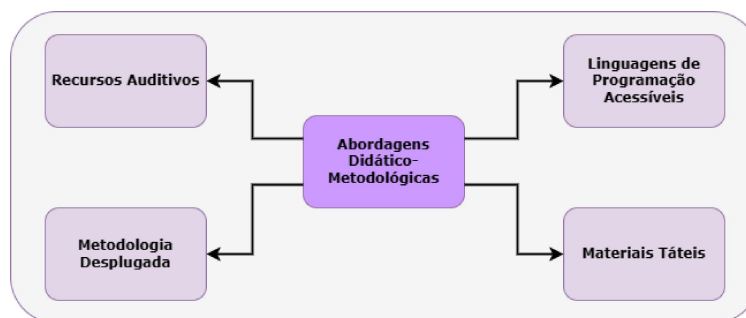 Recursos Auditivos
Linguagens de
Programação
Acessíveis
Abordagens
Didático-
Metodológicas
Metodologia
Desplugada
Materiais Táteis